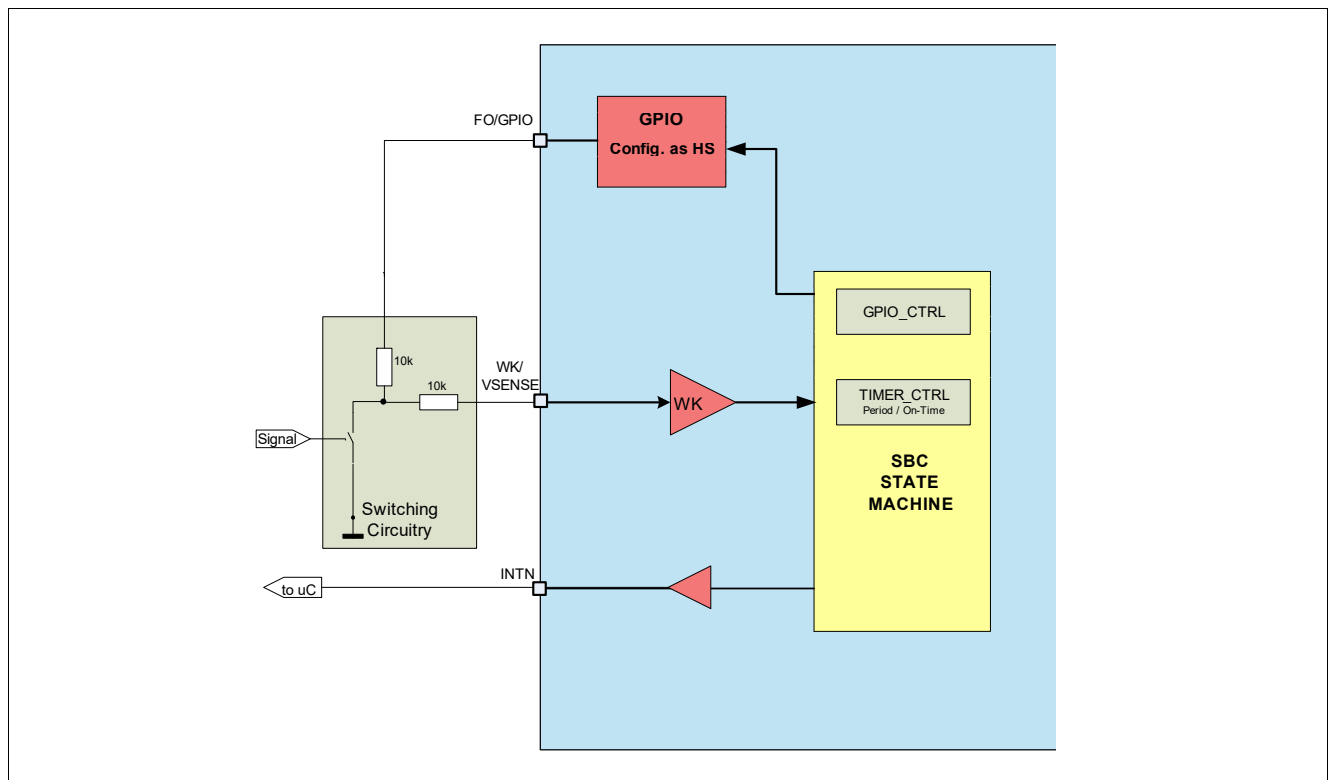 FO/GPIO
GPIO
Config. as HS
GPIO_CTRL
10k
10k
WK/
VSENSE
WK
TIMER_CTRL
Period / On-Time
Signal
SBC
STATE
MACHINE
Switching
Circuitry
INTN
to uC